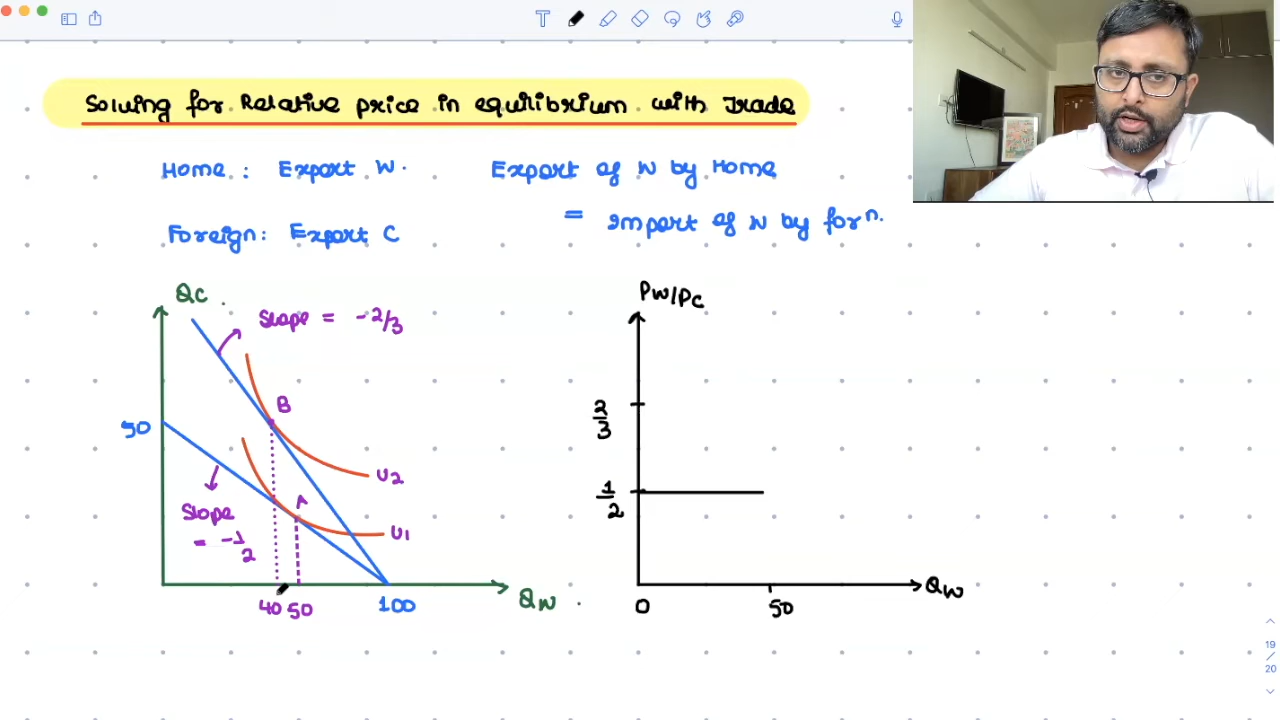 Solving for Relative price in equilibrium with Trade
Home : Export W.
Export of W by Home
= Import of W by forn.
Foreign: Export C
QC
Slope = -2/3
B
50
U2
A
Slope
= -1/2
U1
40 50
100
QW
PW/PC
2/3
1/2
0
50
QW
19
/
20